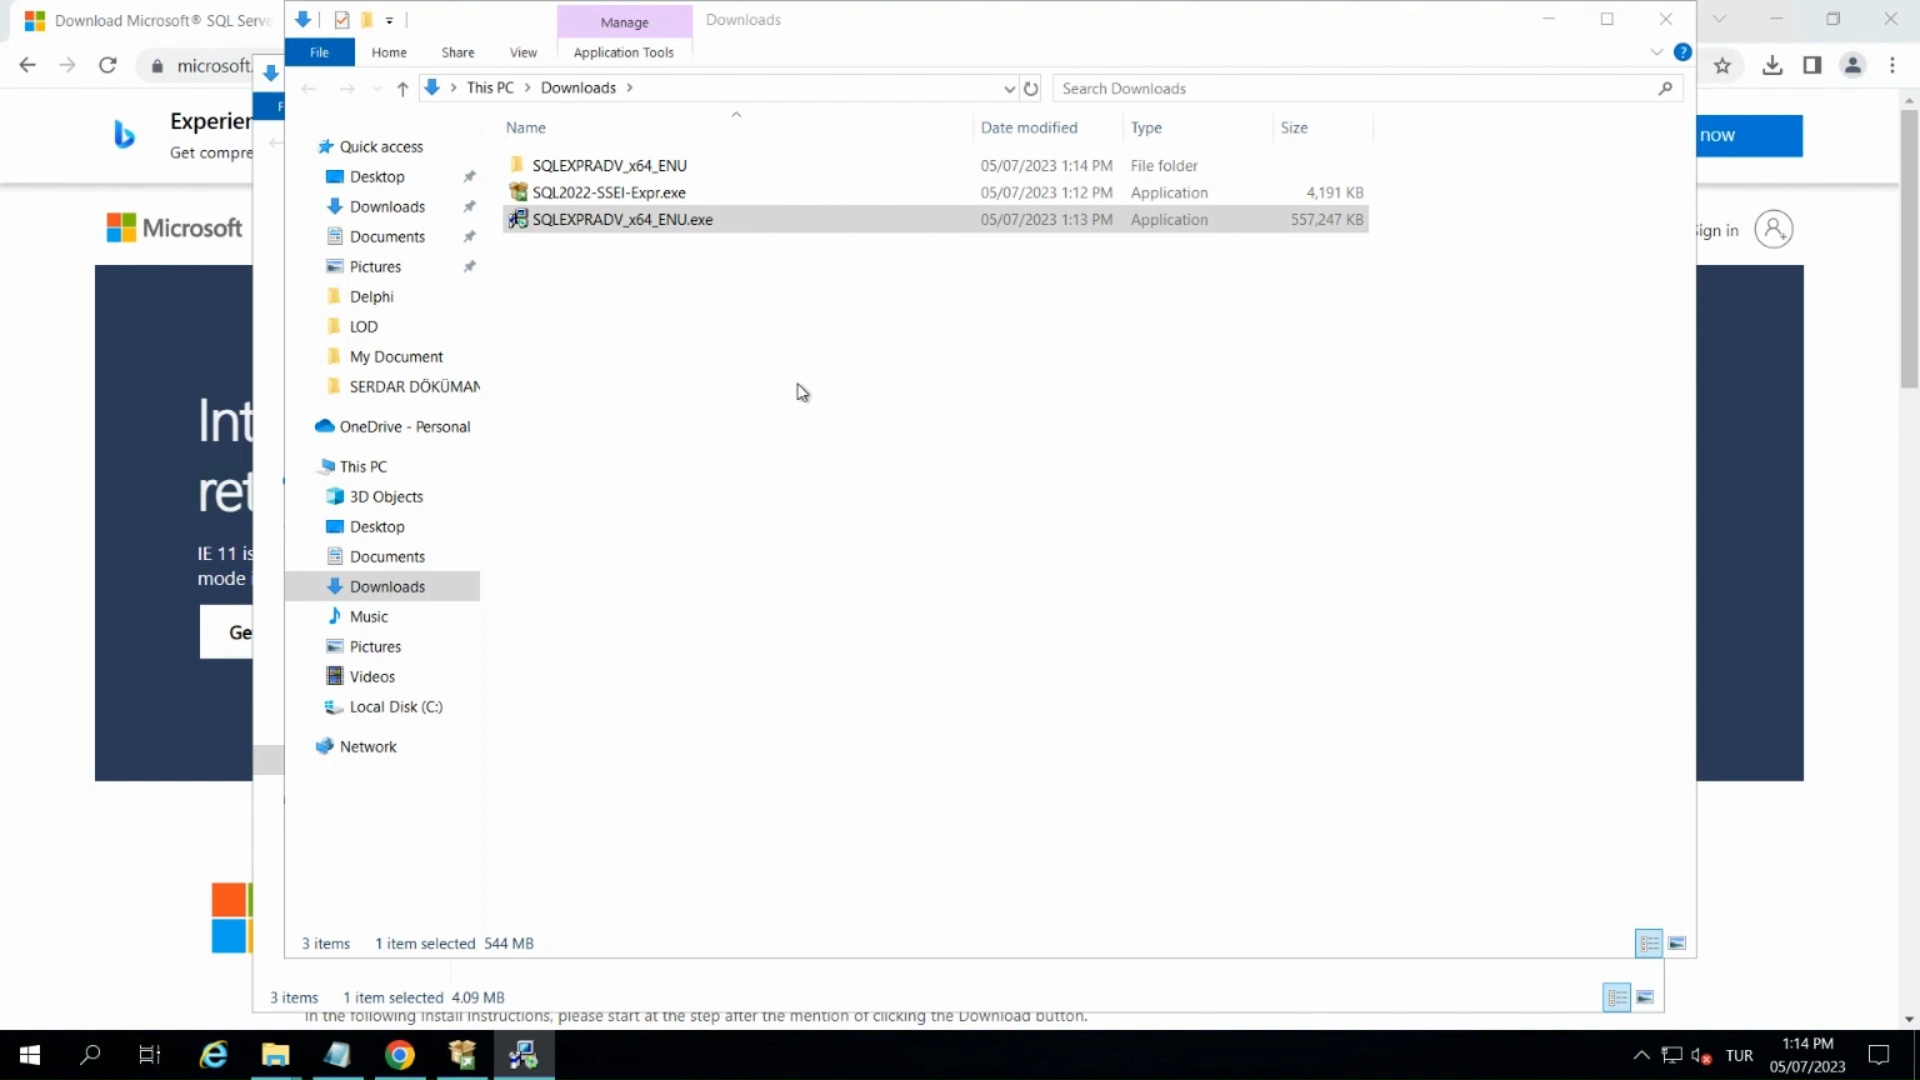 Download Microsoft® SQL Serve
Manage
Downloads
File
Home
Share
View
Application Tools
microsoft.
This PC
Downloads
Search Downloads
Experier
Get compre
now
Name
Date modified
Type
Size
Quick access
SQLEXPRADV_x64_ENU
05/07/2023 1:14 PM
File folder
Desktop
SQL2022-SSEI-Expr.exe
05/07/2023 1:12 PM
Application
4,191 KB
Downloads
SQLEXPRADV_x64_ENU.exe
05/07/2023 1:13 PM
Application
557,247 KB
Microsoft
ign in
Documents
Pictures
Delphi
LOD
My Document
SERDAR DÖKÜMAN
Int
OneDrive - Personal
This PC
ret
3D Objects
Desktop
IE 11 is
Documents
mode i
Downloads
Music
Ge
Pictures
Videos
Local Disk (C:)
Network
3 items
1 item selected
544 MB
3 items
1 item selected
4.09 MB
In the following Install Instructions, please start at the step after the mention of clicking the Download button.
TUR
1:14 PM
05/07/2023